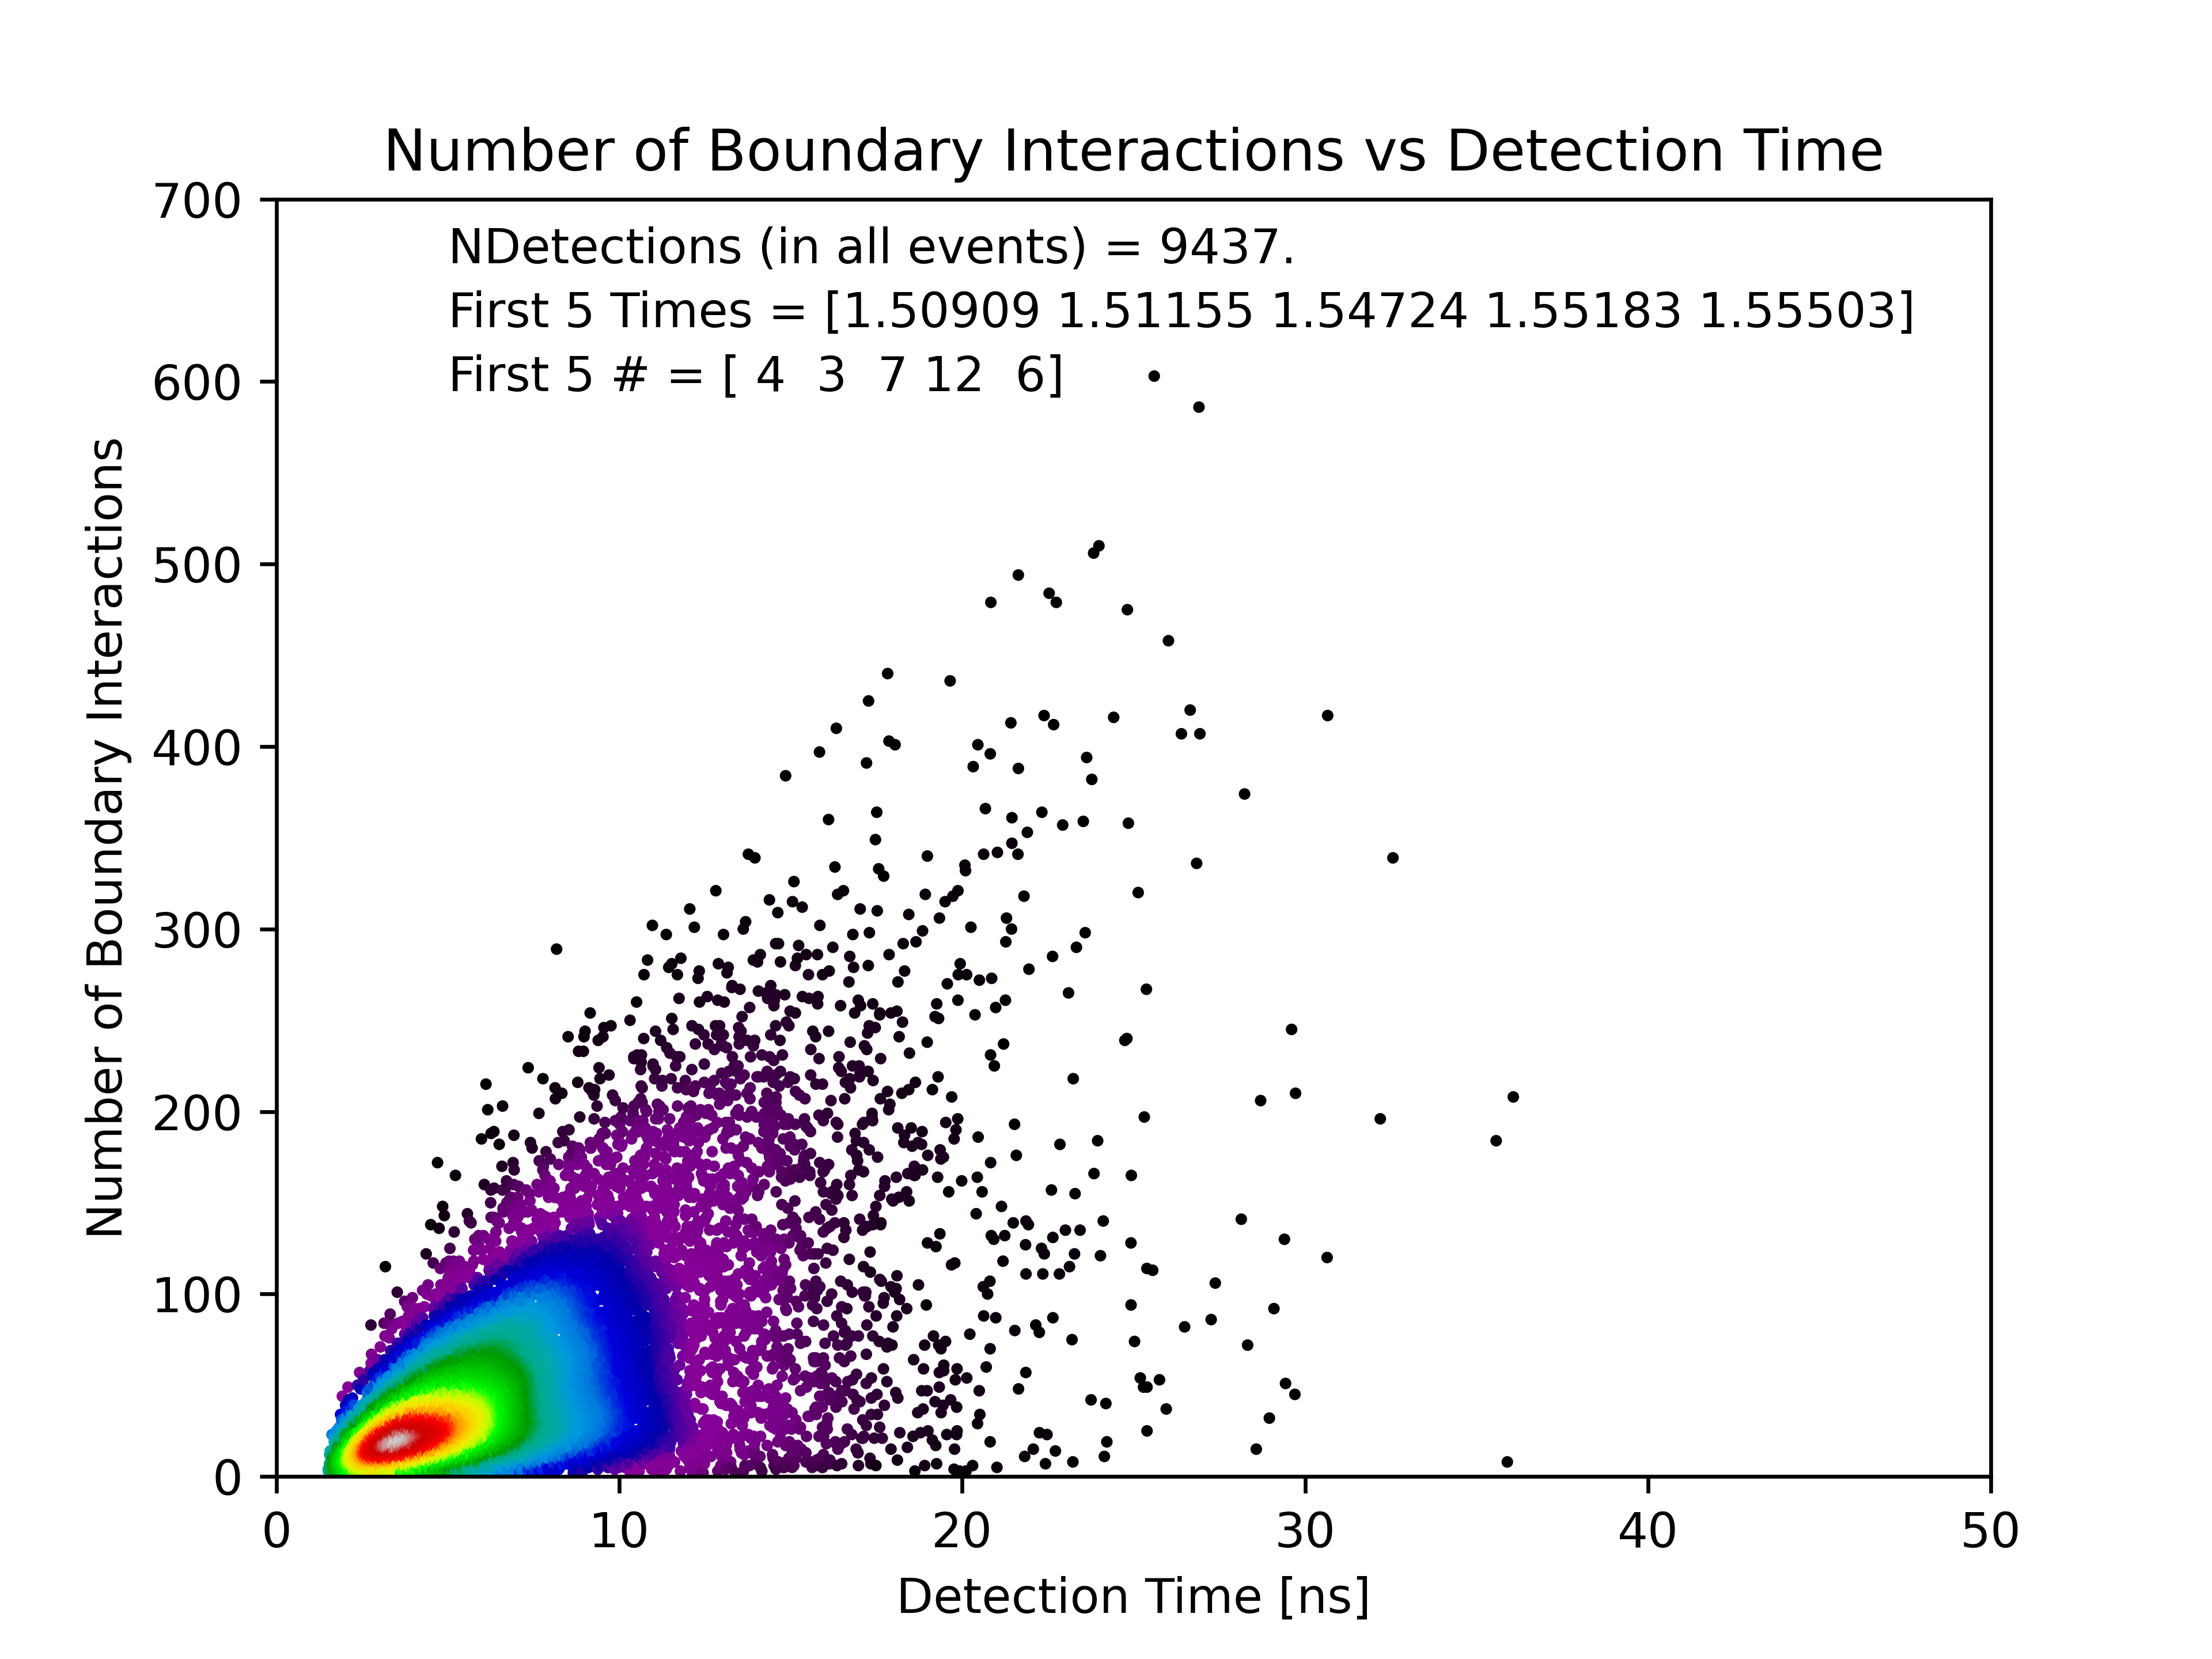 Number of Boundary Interactions vs Detection Time
NDetections (in all events) = 9437.
First 5 Times = [1.50909 1.51155 1.54724 1.55183 1.55503]
First 5 # = [ 4  3  7 12  6]
Number of Boundary Interactions
700
600
500
400
300
200
100
0
0 10 20 30 40 50
Detection Time [ns]